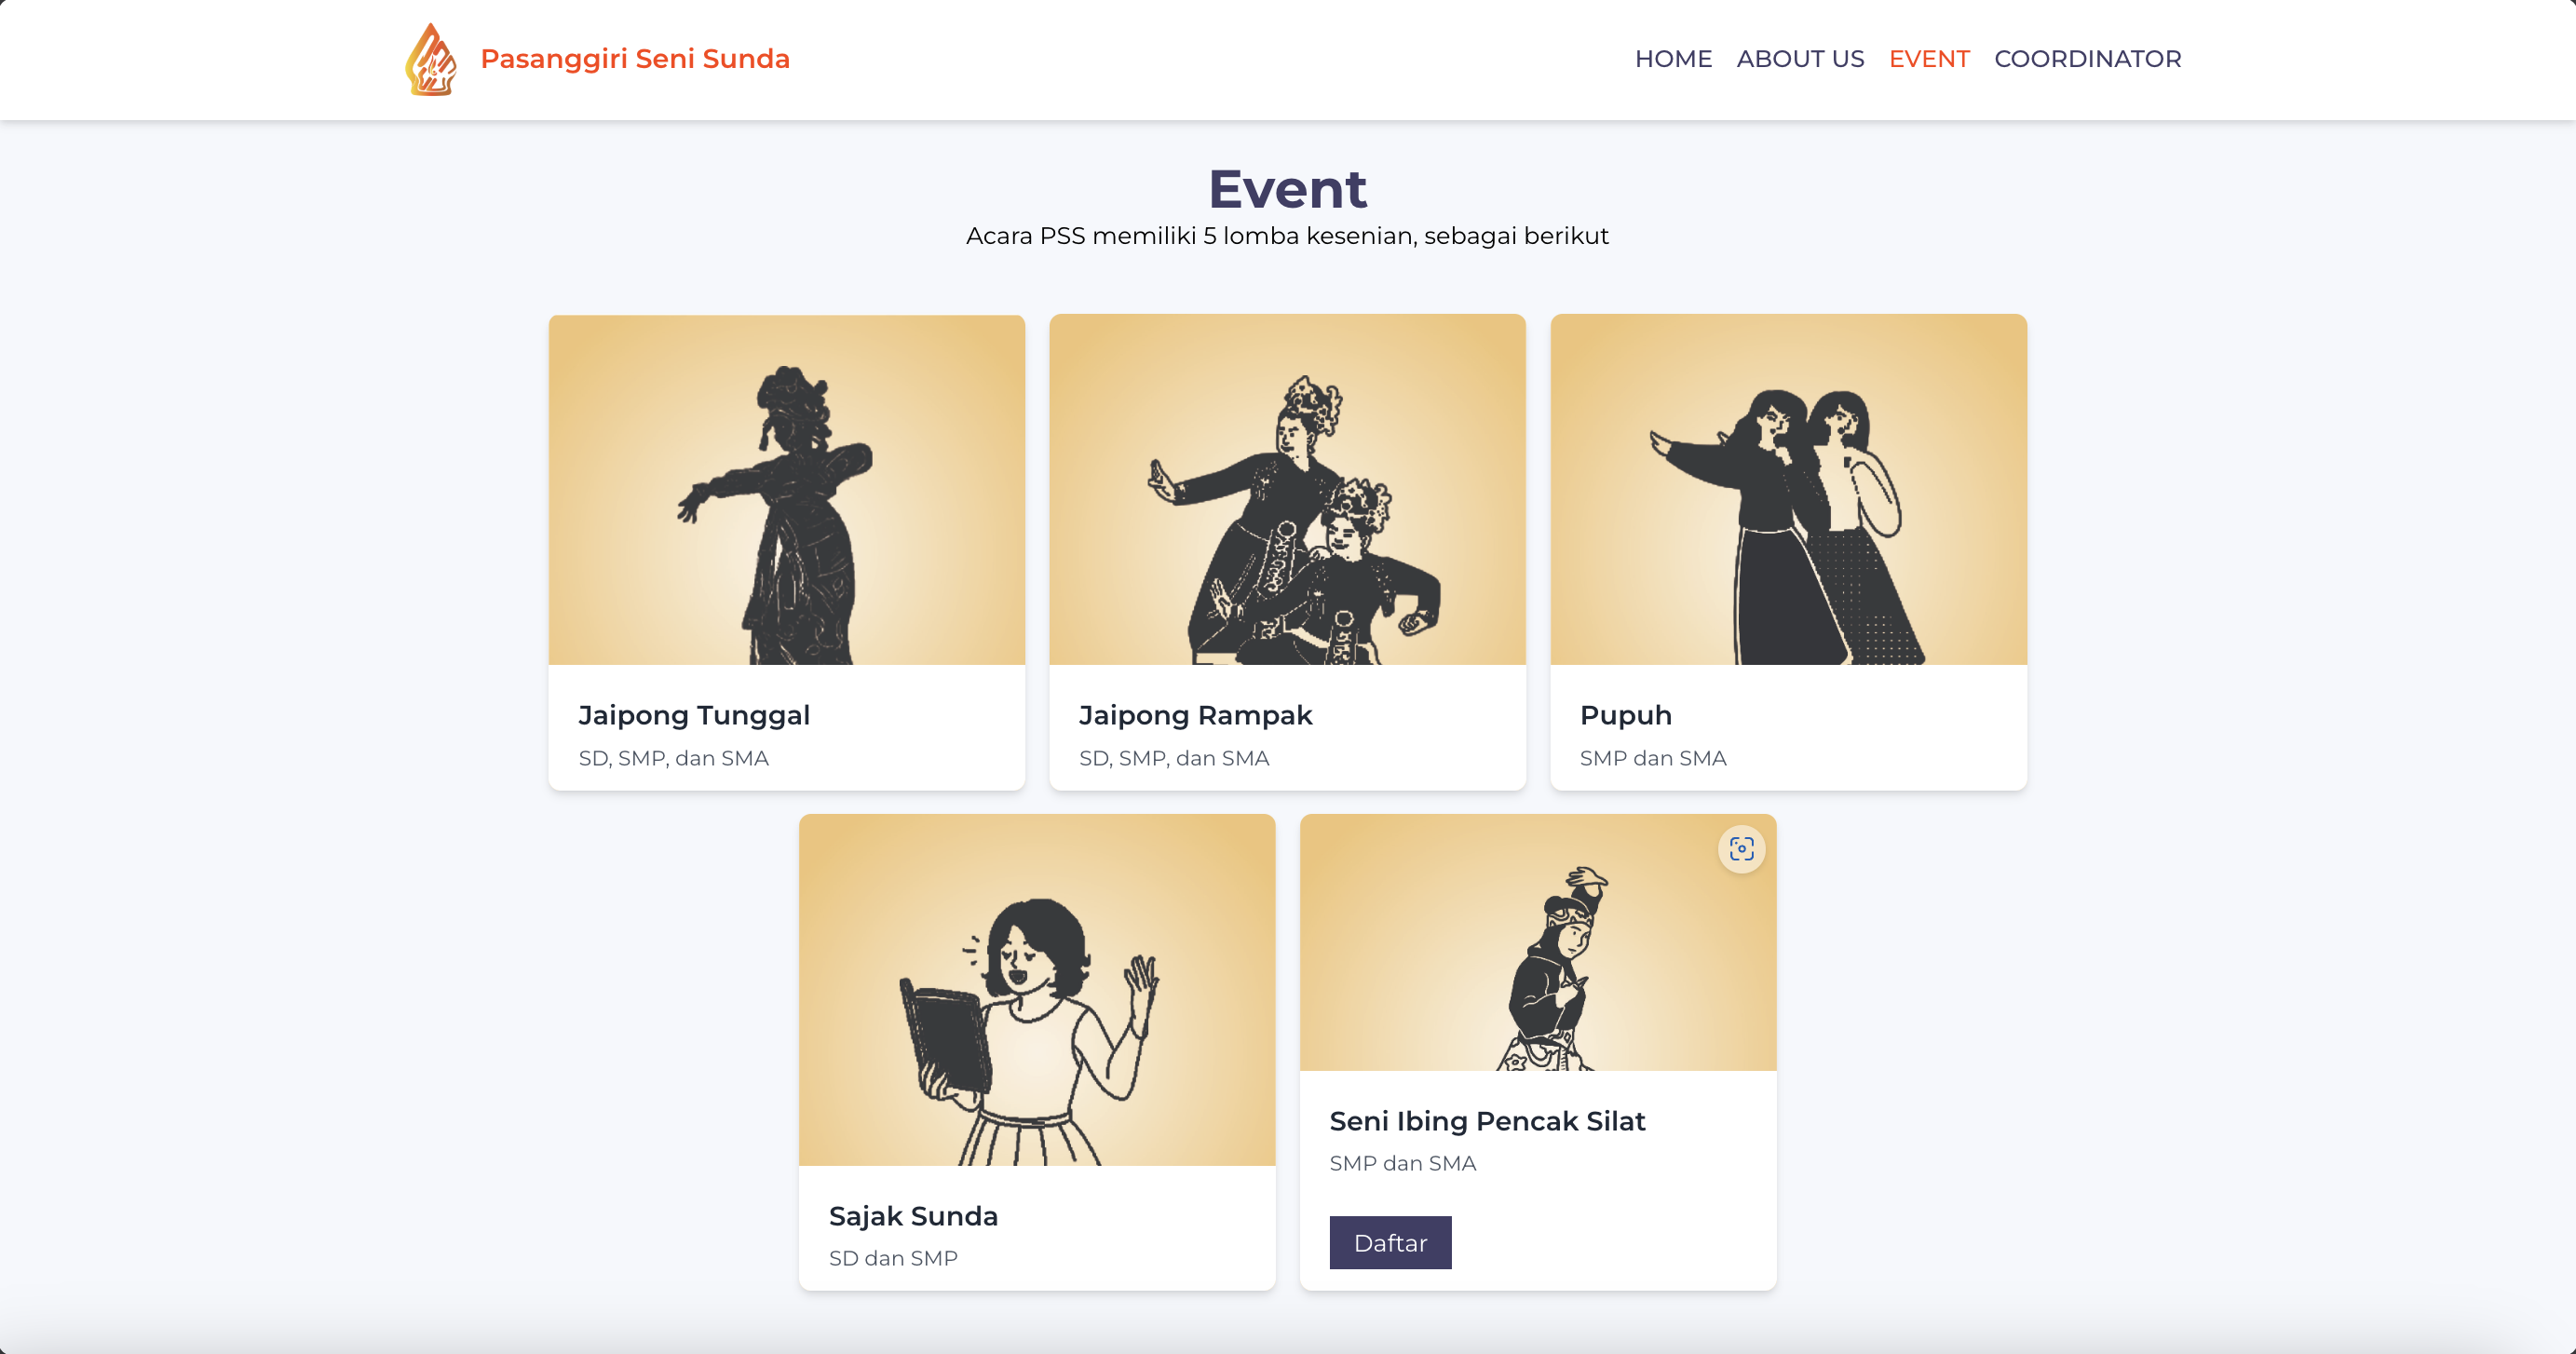 Pasanggiri Seni Sunda
HOME ABOUT US EVENT COORDINATOR
Event
Acara PSS memiliki 5 lomba kesenian, sebagai berikut
Jaipong Tunggal
SD, SMP, dan SMA
Jaipong Rampak
SD, SMP, dan SMA
Pupuh
SMP dan SMA
Sajak Sunda
SD dan SMP
Seni Ibing Pencak Silat
SMP dan SMA
Daftar